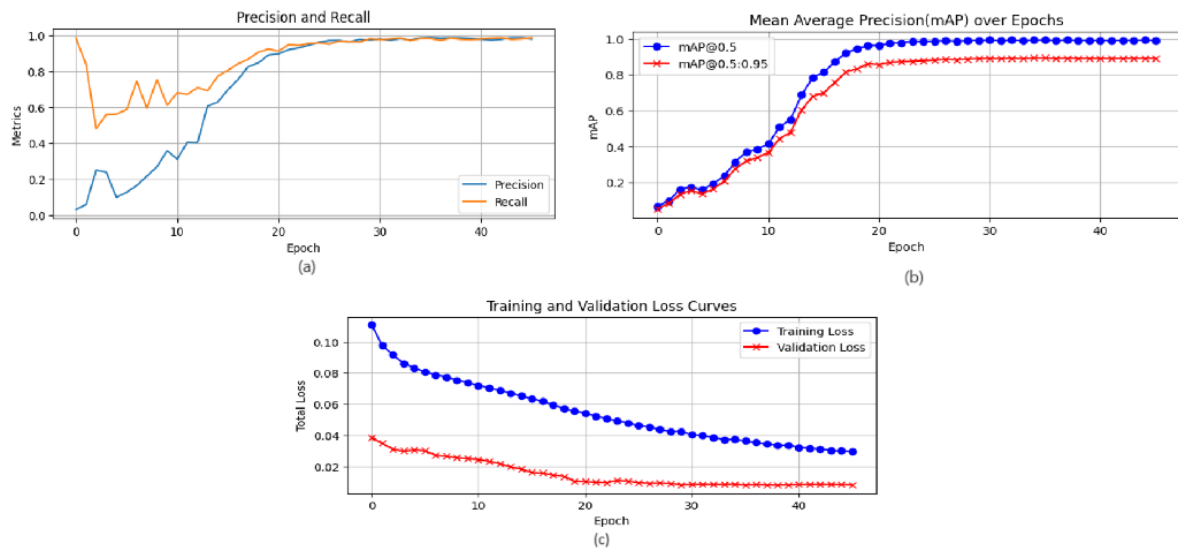 Precision and Recall
1.0
0.8
0.6
0.4
0.2
0.0
Metrics
Precision
Recall
0 10 20 30 40
Epoch
(a)
Mean Average Precision(mAP) over Epochs
1.0
0.8
0.6
0.4
0.2
mAP
mAP@0.5
mAP@0.5:0.95
0 10 20 30 40
Epoch
(b)
Training and Validation Loss Curves
0.10
0.08
0.06
0.04
0.02
Total Loss
Training Loss
Validation Loss
0 10 20 30 40
Epoch
(c)